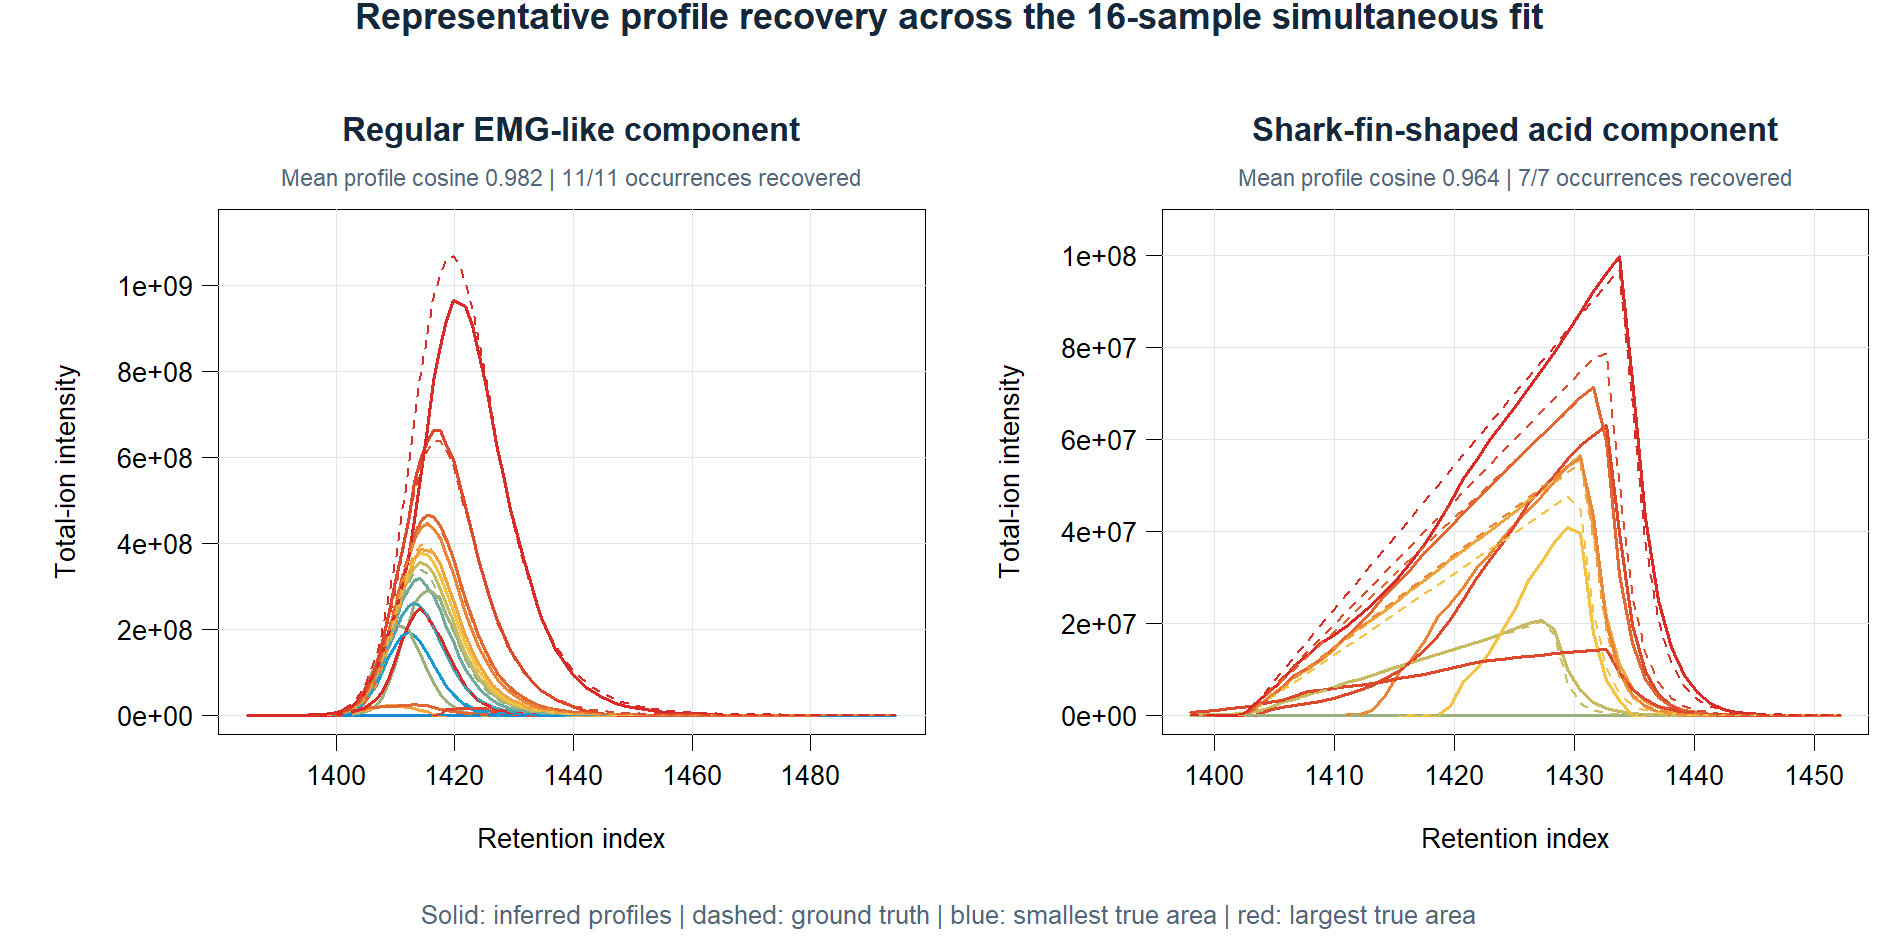 Representative profile recovery across the 16-sample simultaneous fit
Regular EMG-like component
Mean profile cosine 0.982 | 11/11 occurrences recovered
Total-ion intensity
1e+09
8e+08
6e+08
4e+08
2e+08
0e+00
1400 1420 1440 1460 1480
Retention index
Shark-fin-shaped acid component
Mean profile cosine 0.964 | 7/7 occurrences recovered
Total-ion intensity
1e+08
8e+07
6e+07
4e+07
2e+07
0e+00
1400 1410 1420 1430 1440 1450
Retention index
Solid: inferred profiles | dashed: ground truth | blue: smallest true area | red: largest true area